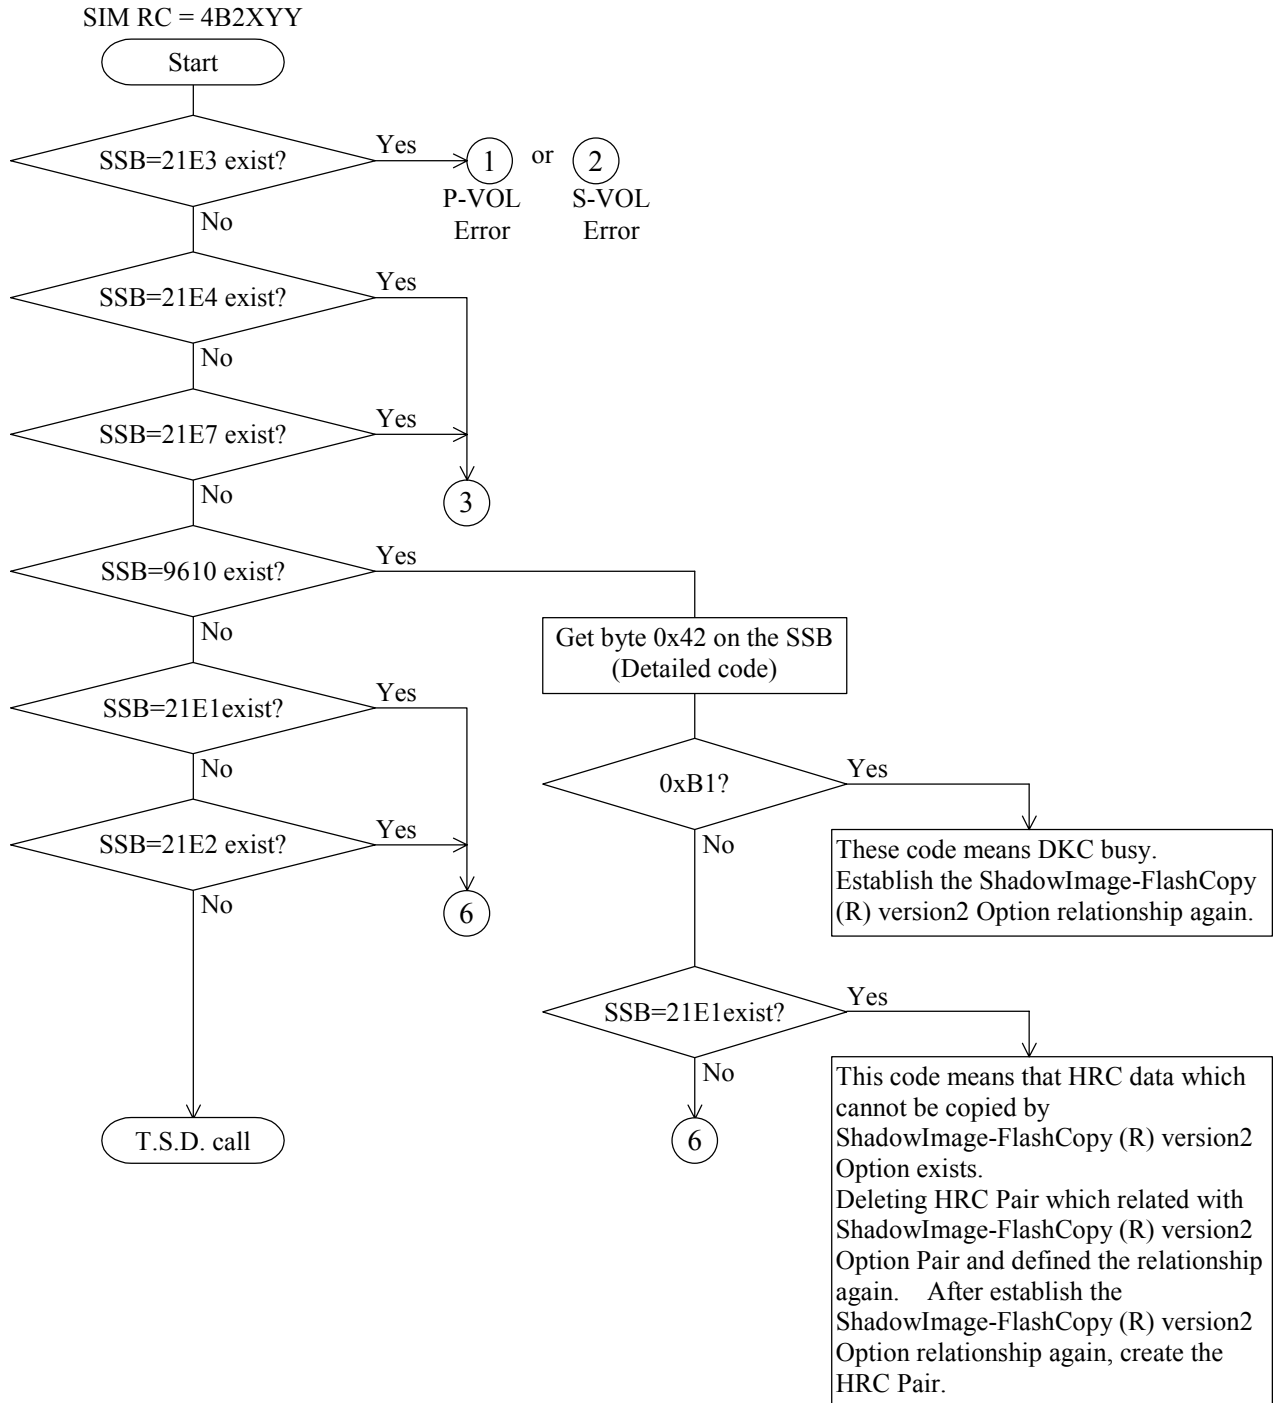 SIM RC = 4B2XYY
Start
SSB=21E3 exist?
Yes
1
or
2
P-VOL
Error
S-VOL
Error
No
SSB=21E4 exist?
Yes
No
SSB=21E7 exist?
Yes
3
No
SSB=9610 exist?
Yes
No
Get byte 0x42 on the SSB
(Detailed code)
SSB=21E1exist?
Yes
No
0xB1?
Yes
No
SSB=21E2 exist?
Yes
No
6
These code means DKC busy.
Establish the ShadowImage-FlashCopy
(R) version2 Option relationship again.
SSB=21E1exist?
Yes
No
6
This code means that HRC data which
cannot be copied by
ShadowImage-FlashCopy (R) version2
Option exists.
Deleting HRC Pair which related with
ShadowImage-FlashCopy (R) version2
Option Pair and defined the relationship
again.    After establish the
ShadowImage-FlashCopy (R) version2
Option relationship again, create the
HRC Pair.
T.S.D. call